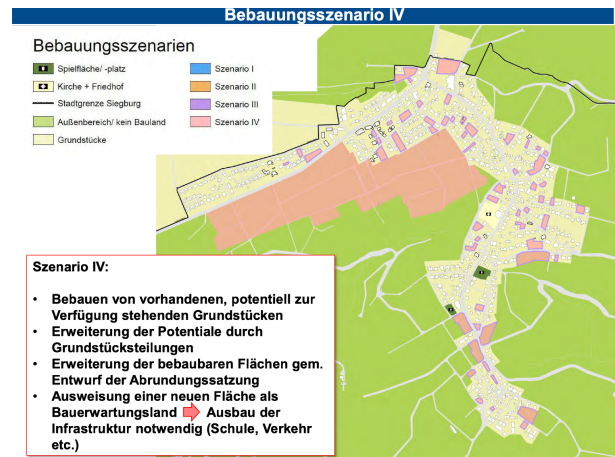 Bebauungsszenario IV
Bebauungsszenarien
Spielfläche/ -platz
Kirche + Friedhof
Stadtgrenze Siegburg
Außenbereich/ kein Bauland
Grundstücke
Szenario I
Szenario II
Szenario III
Szenario IV
Szenario IV:
• Bebauen von vorhandenen, potentiell zur
Verfügung stehenden Grundstücken
• Erweiterung der Potentiale durch
Grundstücksteilungen
• Erweiterung der bebaubaren Flächen gem.
Entwurf der Abrundungssatzung
• Ausweisung einer neuen Fläche als
Bauerwartungsland Ausbau der
Infrastruktur notwendig (Schule, Verkehr
etc.)